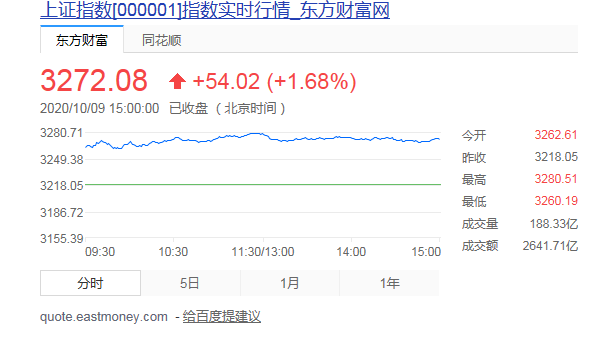 上证指数[000001]指数实时行情_东方财富网
东方财富 同花顺
3272.08 +54.02 (+1.68%)
2020/10/09 15:00:00 已收盘 ( 北京时间 )
3280.71
3249.38
3218.05
3186.72
3155.39
09:30 10:30 11:30/13:00 14:00 15:00
今开 3262.61
昨收 3218.05
最高 3280.51
最低 3260.19
成交量 188.33亿
成交额 2641.71亿
分时 5日 1月 1年
quote.eastmoney.com - 给百度提建议